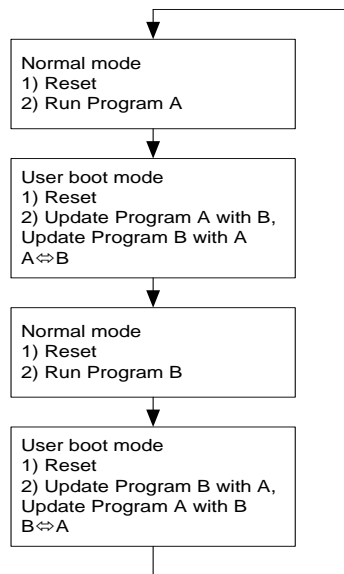 Normal mode
1) Reset
2) Run Program A
User boot mode
1) Reset
2) Update Program A with B,
Update Program B with A
A⇔B
Normal mode
1) Reset
2) Run Program B
User boot mode
1) Reset
2) Update Program B with A,
Update Program A with B
B⇔A